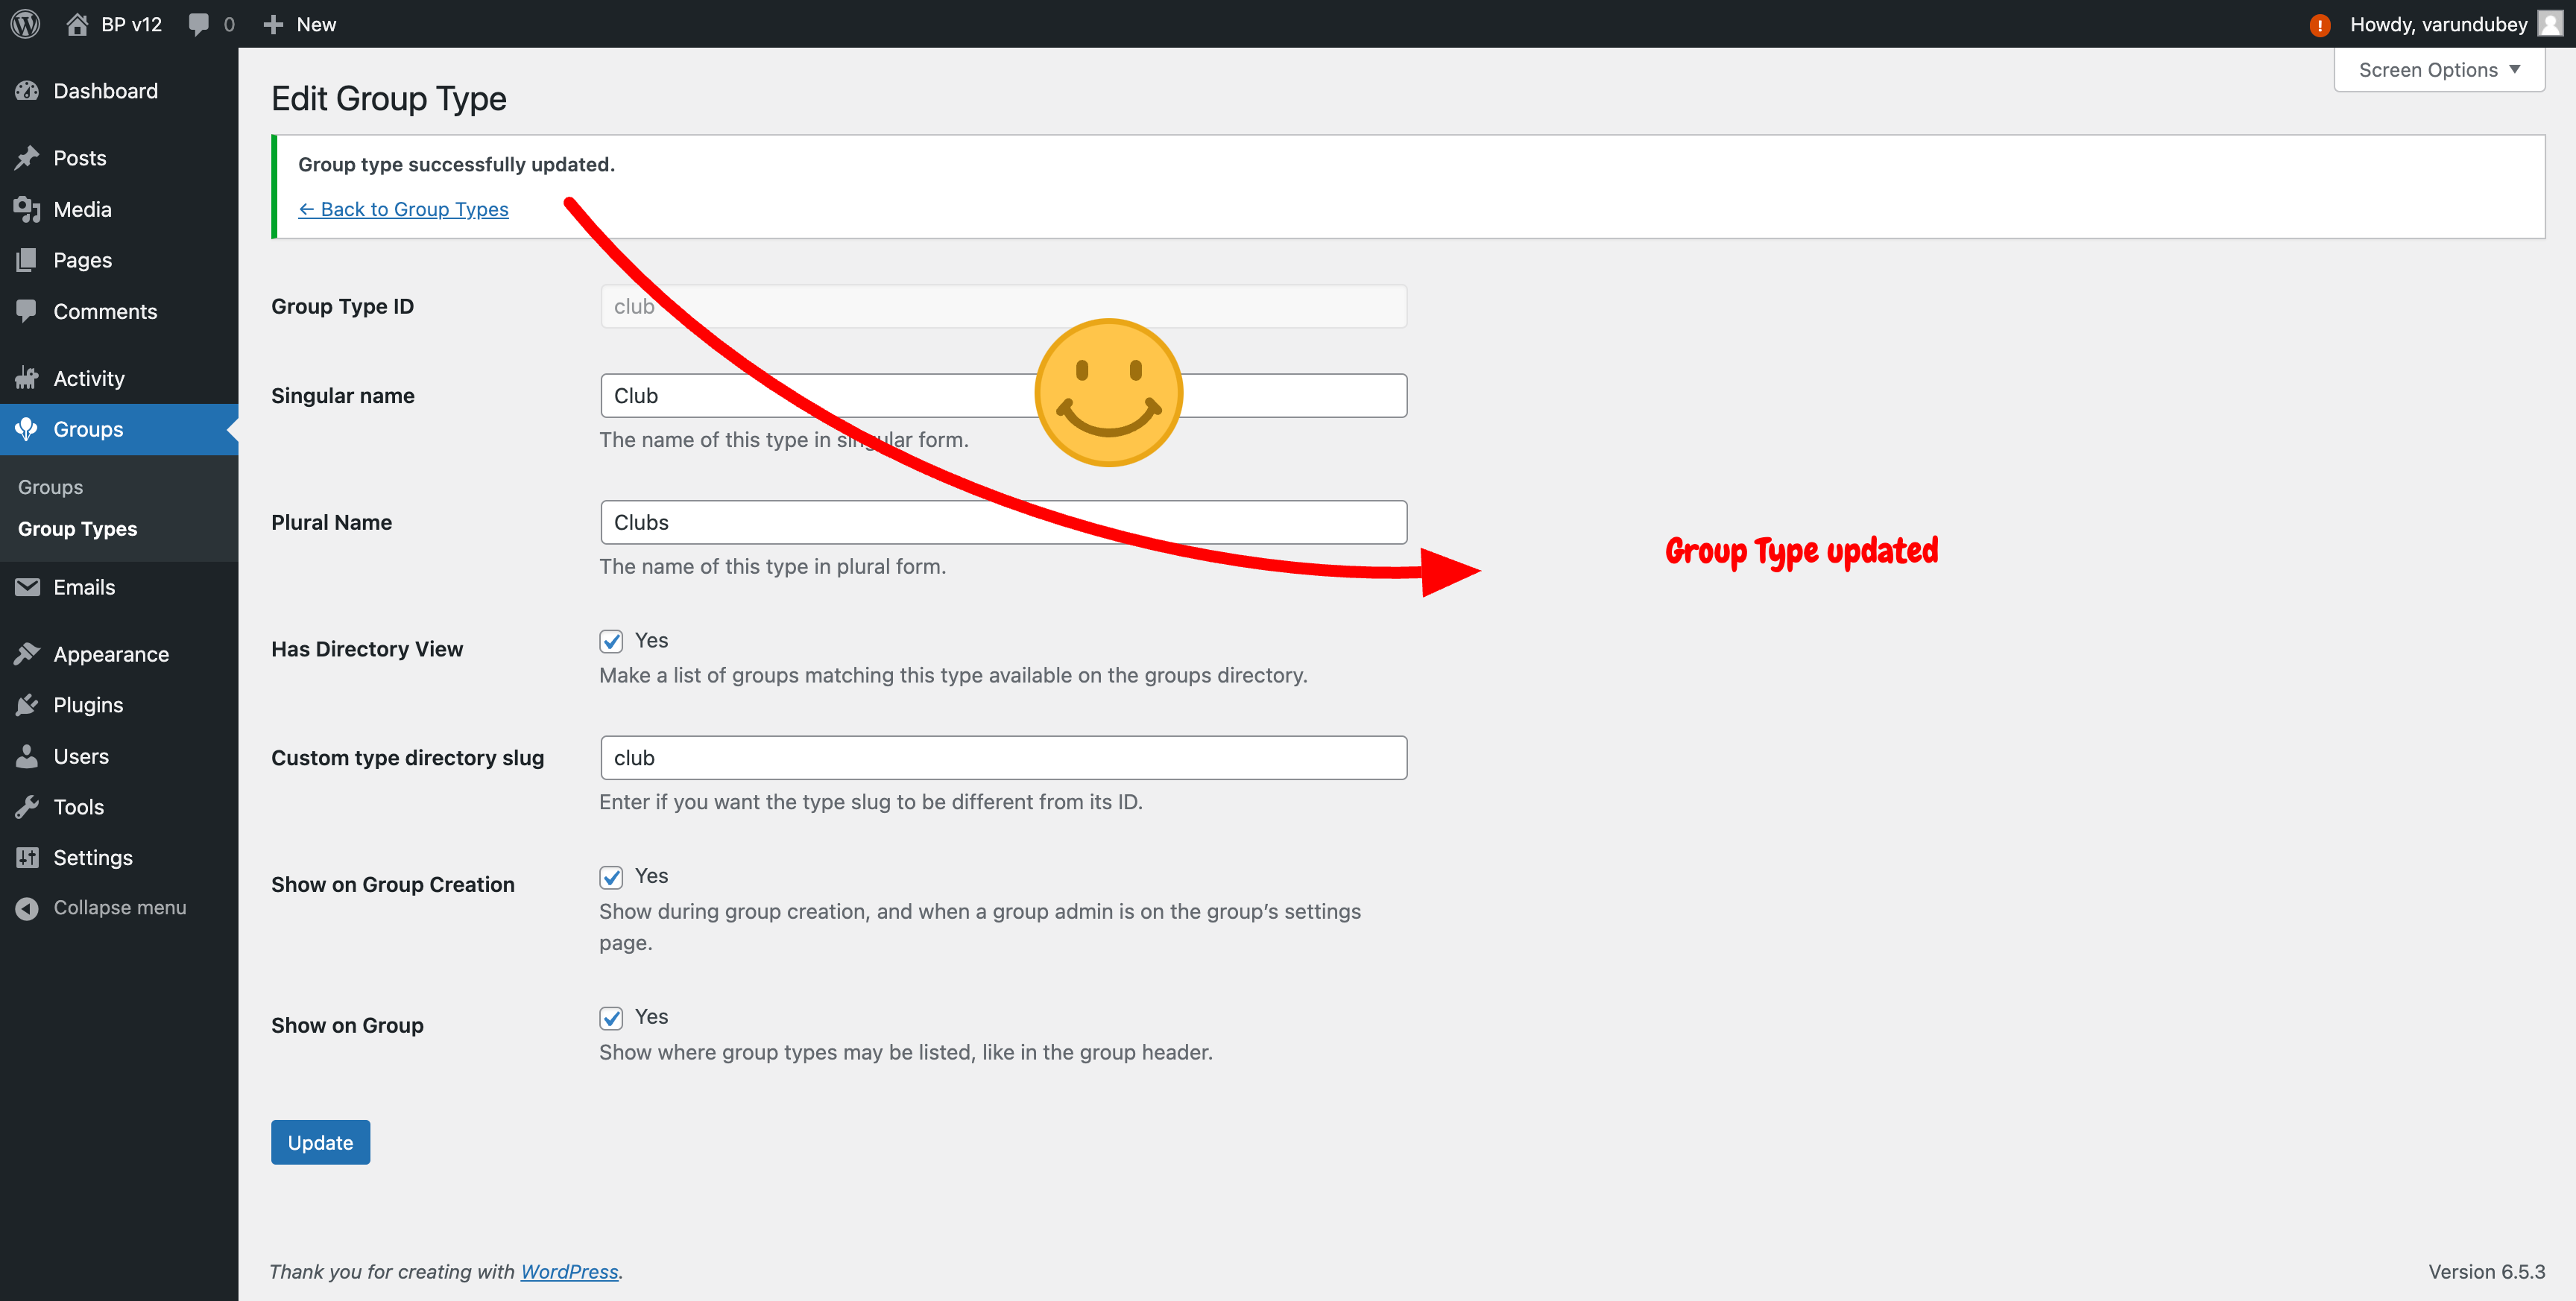 BP v12
0
New
Howdy, varundubey
Screen Options
Dashboard
Posts
Media
Pages
Comments
Activity
Groups
Groups
Group Types
Emails
Appearance
Plugins
Users
Tools
Settings
Collapse menu
Edit Group Type
Group type successfully updated.
← Back to Group Types
Group Type ID
club
Singular name
Club
The name of this type in singular form.
Plural Name
Clubs
The name of this type in plural form.
Group Type updated
Has Directory View
Yes
Make a list of groups matching this type available on the groups directory.
Custom type directory slug
club
Enter if you want the type slug to be different from its ID.
Show on Group Creation
Yes
Show during group creation, and when a group admin is on the group’s settings
page.
Show on Group
Yes
Show where group types may be listed, like in the group header.
Update
Thank you for creating with WordPress.
Version 6.5.3